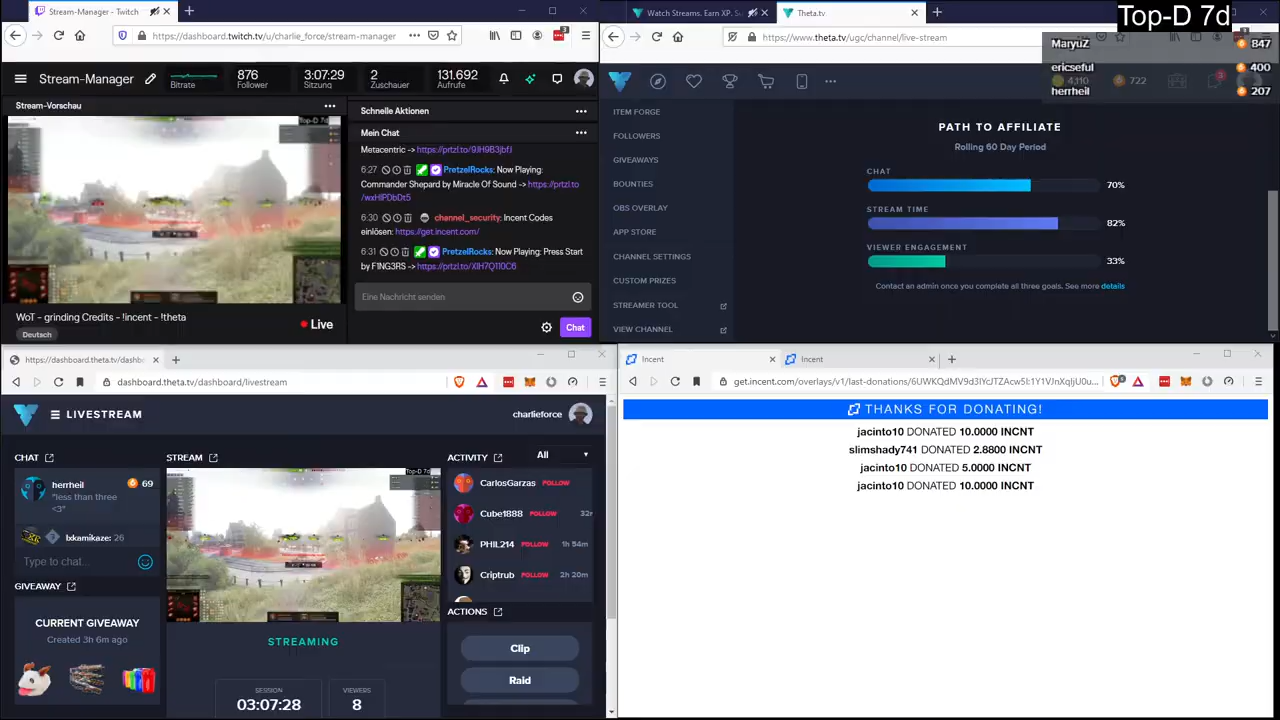 Stream-Manager - Twitch
https://dashboard.twitch.tv/u/charlie_force/stream-manager
Stream-Manager
Bitrate
876
Follower
3:07:29
Sitzung
2
Zuschauer
131.692
Aufrufe
Stream-Vorschau
Top-D 7d
WoT - grinding Credits - !incent - !theta
Deutsch
Live
Schnelle Aktionen
Mein Chat
Metacentric -> https://prtzl.to/9JH9B3jbfJ
6:27 PretzelRocks: Now Playing:
Commander Shepard by Miracle Of Sound -> https://prtzl.to
/wxHIPDbDt5
6:30 channel_security: Incent Codes
einlösen: https://get.incent.com/
6:31 PretzelRocks: Now Playing: Press Start
by F1NG3RS -> https://prtzl.to/XIH7Q110C6
Eine Nachricht senden
Chat
Watch Streams. Earn XP. S
Theta.tv
https://www.theta.tv/ugc/channel/live-stream
Top-D 7d
MaryuZ 847
ericseful 400
herrheil 207
4,110
722
3
ITEM FORGE
FOLLOWERS
GIVEAWAYS
BOUNTIES
OBS OVERLAY
APP STORE
CHANNEL SETTINGS
CUSTOM PRIZES
STREAMER TOOL
VIEW CHANNEL
PATH TO AFFILIATE
Rolling 60 Day Period
CHAT
70%
STREAM TIME
82%
VIEWER ENGAGEMENT
33%
Contact an admin once you complete all three goals. See more details
https://dashboard.theta.tv/dashb
dashboard.theta.tv/dashboard/livestream
LIVESTREAM
charlieforce
CHAT
herrheil 69
"less than three
<3"
lxkamikaze: 26
Type to chat...
GIVEAWAY
CURRENT GIVEAWAY
Created 3h 6m ago
STREAM
Top-D 7d
STREAMING
SESSION
03:07:28
VIEWERS
8
ACTIVITY
All
CarlosGarzas FOLLOW
Cube1888 FOLLOW 32
PHIL214 FOLLOW 1h 54m
Criptrub FOLLOW 2h 20m
ACTIONS
Clip
Raid
Incent
Incent
THANKS FOR DONATING!
jacinto10 DONATED 10.0000 INCNT
slimshady741 DONATED 2.8800 INCNT
jacinto10 DONATED 5.0000 INCNT
jacinto10 DONATED 10.0000 INCNT